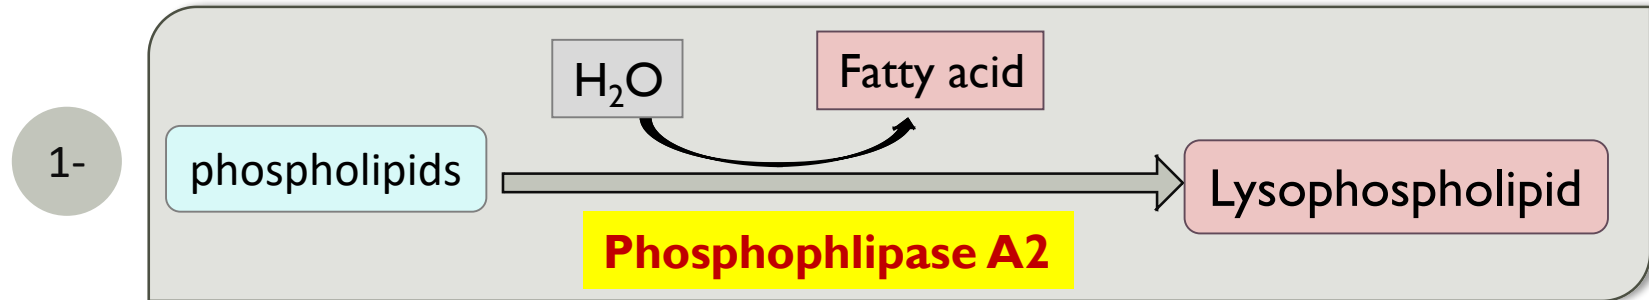 1-
phospholipids
H₂O
Fatty acid
Phosphophlipase A2
Lysophospholipid